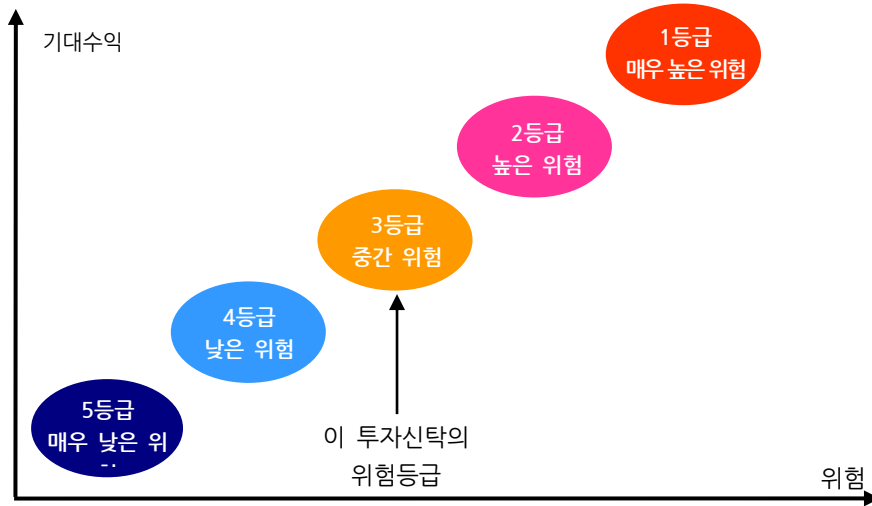 기대수익
1등급
매우 높은 위험
2등급
높은 위험
3등급
중간 위험
4등급
낮은 위험
5등급
매우 낮은 위
이 투자신탁의
위험등급
위험